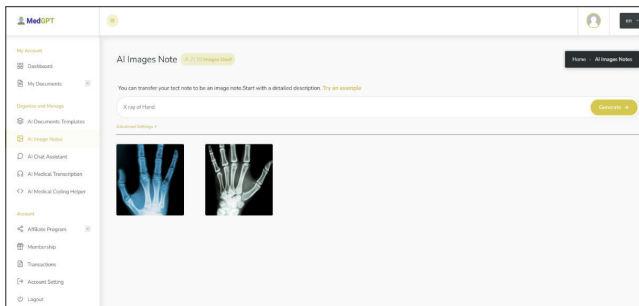 MedGPT
en
My Account
Dashboard
My Documents
Organize and Manage
AI Documents Templates
AI Image Notes
AI Chat Assistant
AI Medical Transcription
AI Medical Coding Helper
Account
Affiliate Program
Membership
Transactions
Account Setting
Logout
AI Images Note
Images
Home
AI Images Notes
You can transfer your text note to be an image note.Start with a detailed description. Try an example
X ray of Hand
Generate →
Advanced Settings +